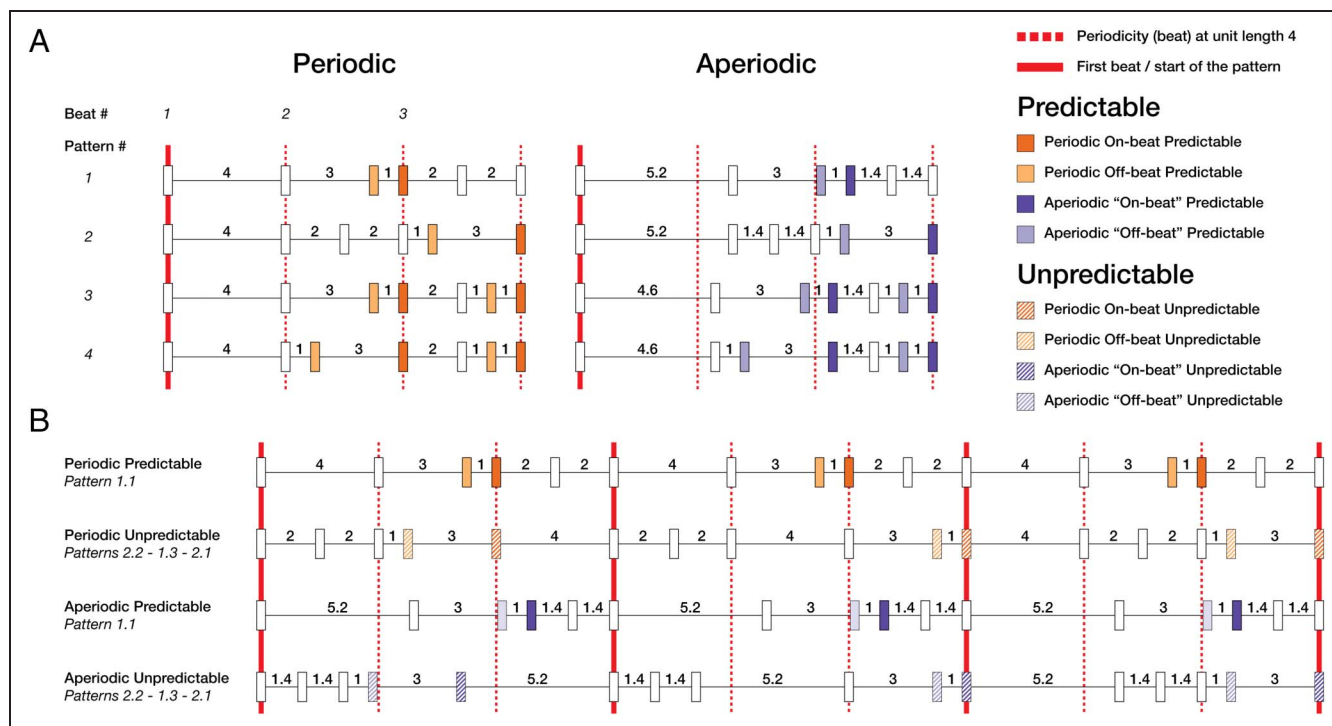 A
Periodic
Aperiodic
Beat #
1 2 3
Pattern #
1
4 3 1 2 2
5.2 3 1 1.4 1.4
2
4 2 2 1 3
5.2 1.4 1.4 1 3
3
4 3 1 2 1 1
4.6 3 1 1.4 1 1
4
4 1 3 2 1 1
4.6 1 3 1.4 1 1
Periodicity (beat) at unit length 4
First beat / start of the pattern
Predictable
Periodic On-beat Predictable
Periodic Off-beat Predictable
Aperiodic “On-beat” Predictable
Aperiodic “Off-beat” Predictable
Unpredictable
Periodic On-beat Unpredictable
Periodic Off-beat Unpredictable
Aperiodic “On-beat” Unpredictable
Aperiodic “Off-beat” Unpredictable
B
Periodic Predictable
Pattern 1.1
4 3 1 2 2 4 3 1 2 2 4 3 1 2 2
Periodic Unpredictable
Patterns 2.2 - 1.3 - 2.1
2 2 1 3 4 2 2 4 3 1 4 2 2 1 3
Aperiodic Predictable
Pattern 1.1
5.2 3 1 1.4 1.4 5.2 3 1 1.4 1.4 5.2 3 1 1.4 1.4
Aperiodic Unpredictable
Patterns 2.2 - 1.3 - 2.1
1.4 1.4 1 3 5.2 1.4 1.4 5.2 3 1 5.2 1.4 1.4 1 3